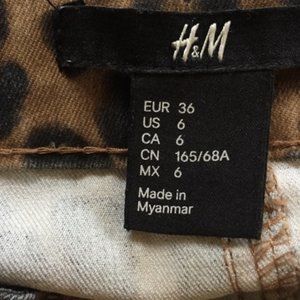 H&M
EUR 36
US 6
CA 6
CN 165/68A
MX 6
Made in
Myanmar